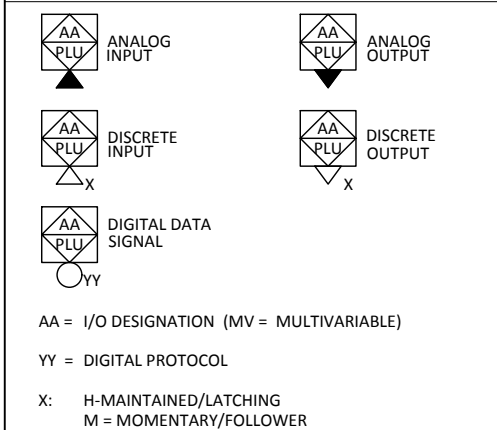 AA
PLU
ANALOG
INPUT
AA
PLU
ANALOG
OUTPUT
AA
PLU
X
DISCRETE
INPUT
AA
PLU
X
DISCRETE
OUTPUT
AA
PLU
YY
DIGITAL DATA
SIGNAL
AA = I/O DESIGNATION (MV = MULTIVARIABLE)
YY = DIGITAL PROTOCOL
X: H-MAINTAINED/LATCHING
M = MOMENTARY/FOLLOWER